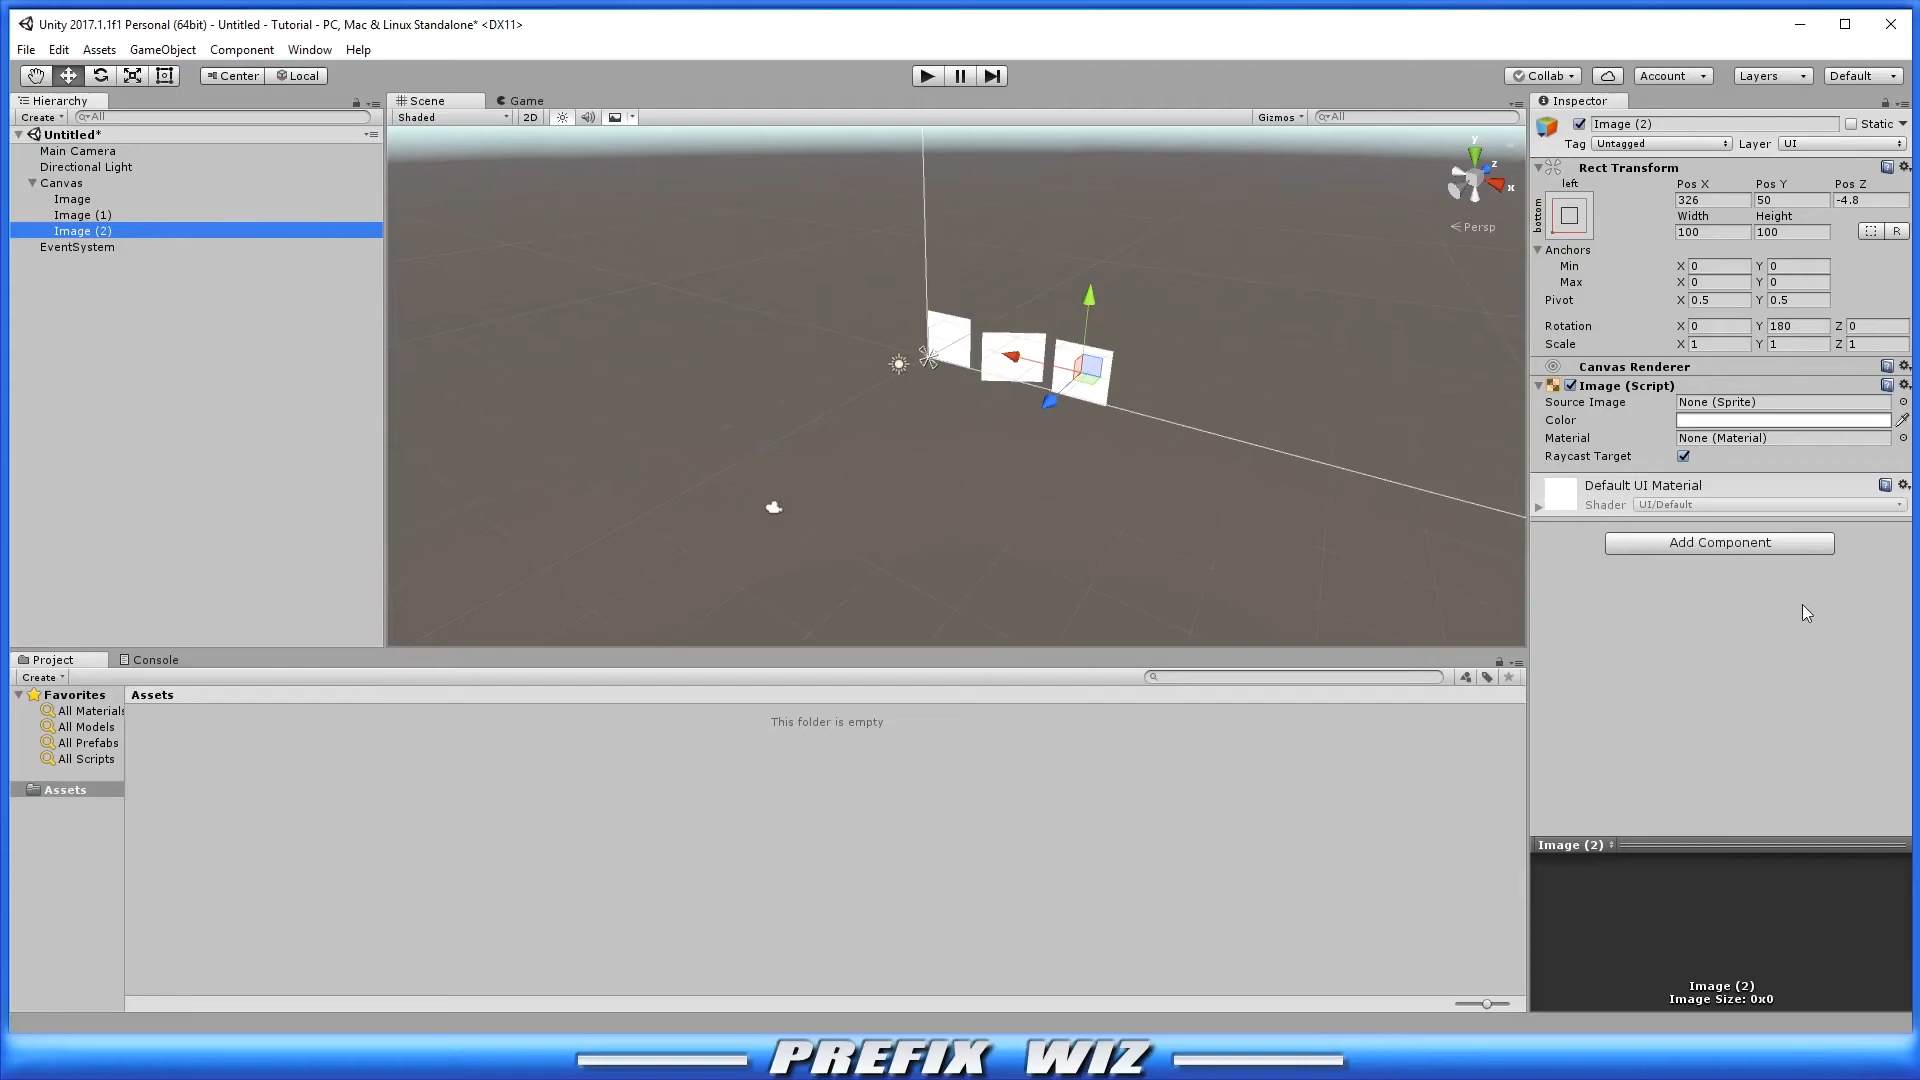 Unity 2017.1.1f1 Personal (64bit) - Untitled - Tutorial - PC, Mac & Linux Standalone* <DX11>
File Edit Assets GameObject Component Window Help
Center Local Collab Account Layers Default
Hierarchy
Create All
Untitled*
Main Camera
Directional Light
Canvas
Image
Image (1)
Image (2)
EventSystem
Scene Game
Shaded 2D Gizmos All
y
z
x
Persp
Inspector
Image (2) Static
Tag Untagged Layer UI
Rect Transform
left Pos X Pos Y Pos Z
bottom 326 50 -4.8
Width Height
100 100 R
Anchors
Min X 0 Y 0
Max X 0 Y 0
Pivot X 0.5 Y 0.5
Rotation X 0 Y 180 Z 0
Scale X 1 Y 1 Z 1
Canvas Renderer
Image (Script)
Source Image None (Sprite)
Color
Material None (Material)
Raycast Target
Default UI Material
Shader UI/Default
Add Component
Project Console
Create
Favorites
All Materials
All Models
All Prefabs
All Scripts
Assets
Assets
This folder is empty
Image (2)
Image (2)
Image Size: 0x0
PREFIX WIZ